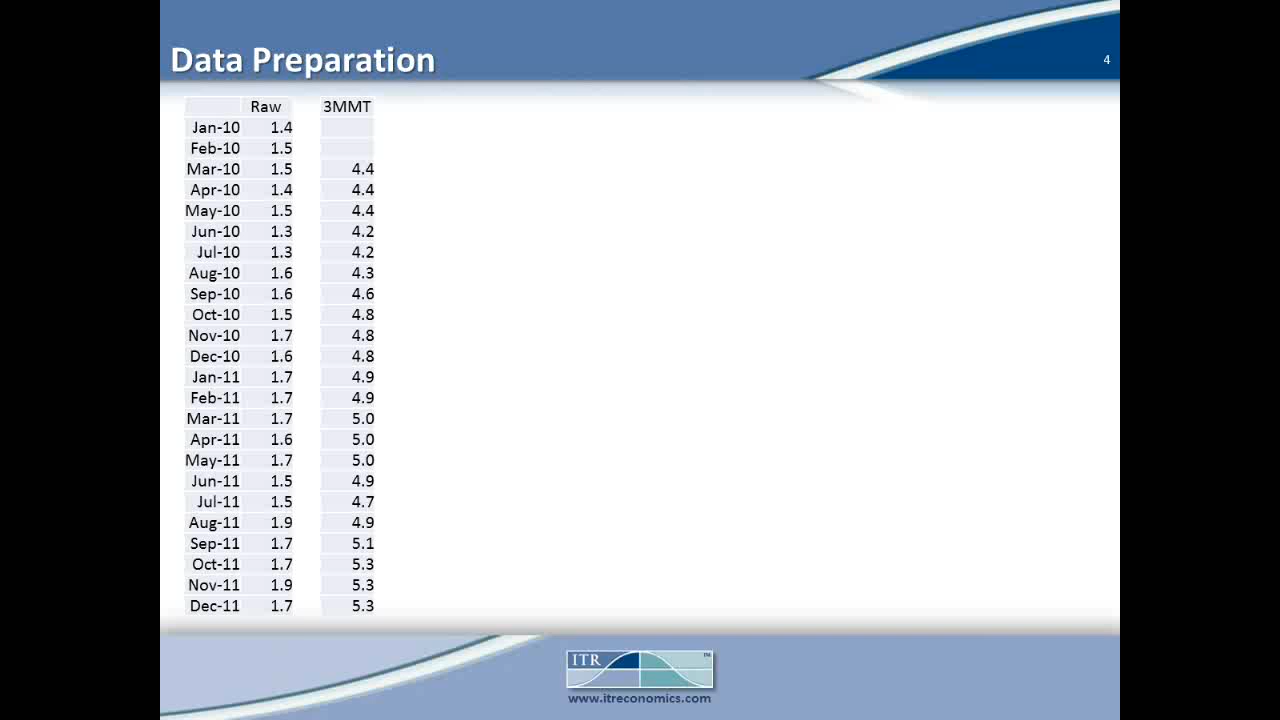 Data Preparation
4
Raw 3MMT
Jan-10 1.4
Feb-10 1.5
Mar-10 1.5 4.4
Apr-10 1.4 4.4
May-10 1.5 4.4
Jun-10 1.3 4.2
Jul-10 1.3 4.2
Aug-10 1.6 4.3
Sep-10 1.6 4.6
Oct-10 1.5 4.8
Nov-10 1.7 4.8
Dec-10 1.6 4.8
Jan-11 1.7 4.9
Feb-11 1.7 4.9
Mar-11 1.7 5.0
Apr-11 1.6 5.0
May-11 1.7 5.0
Jun-11 1.5 4.9
Jul-11 1.5 4.7
Aug-11 1.9 4.9
Sep-11 1.7 5.1
Oct-11 1.7 5.3
Nov-11 1.9 5.3
Dec-11 1.7 5.3
ITR ™
www.itreconomics.com